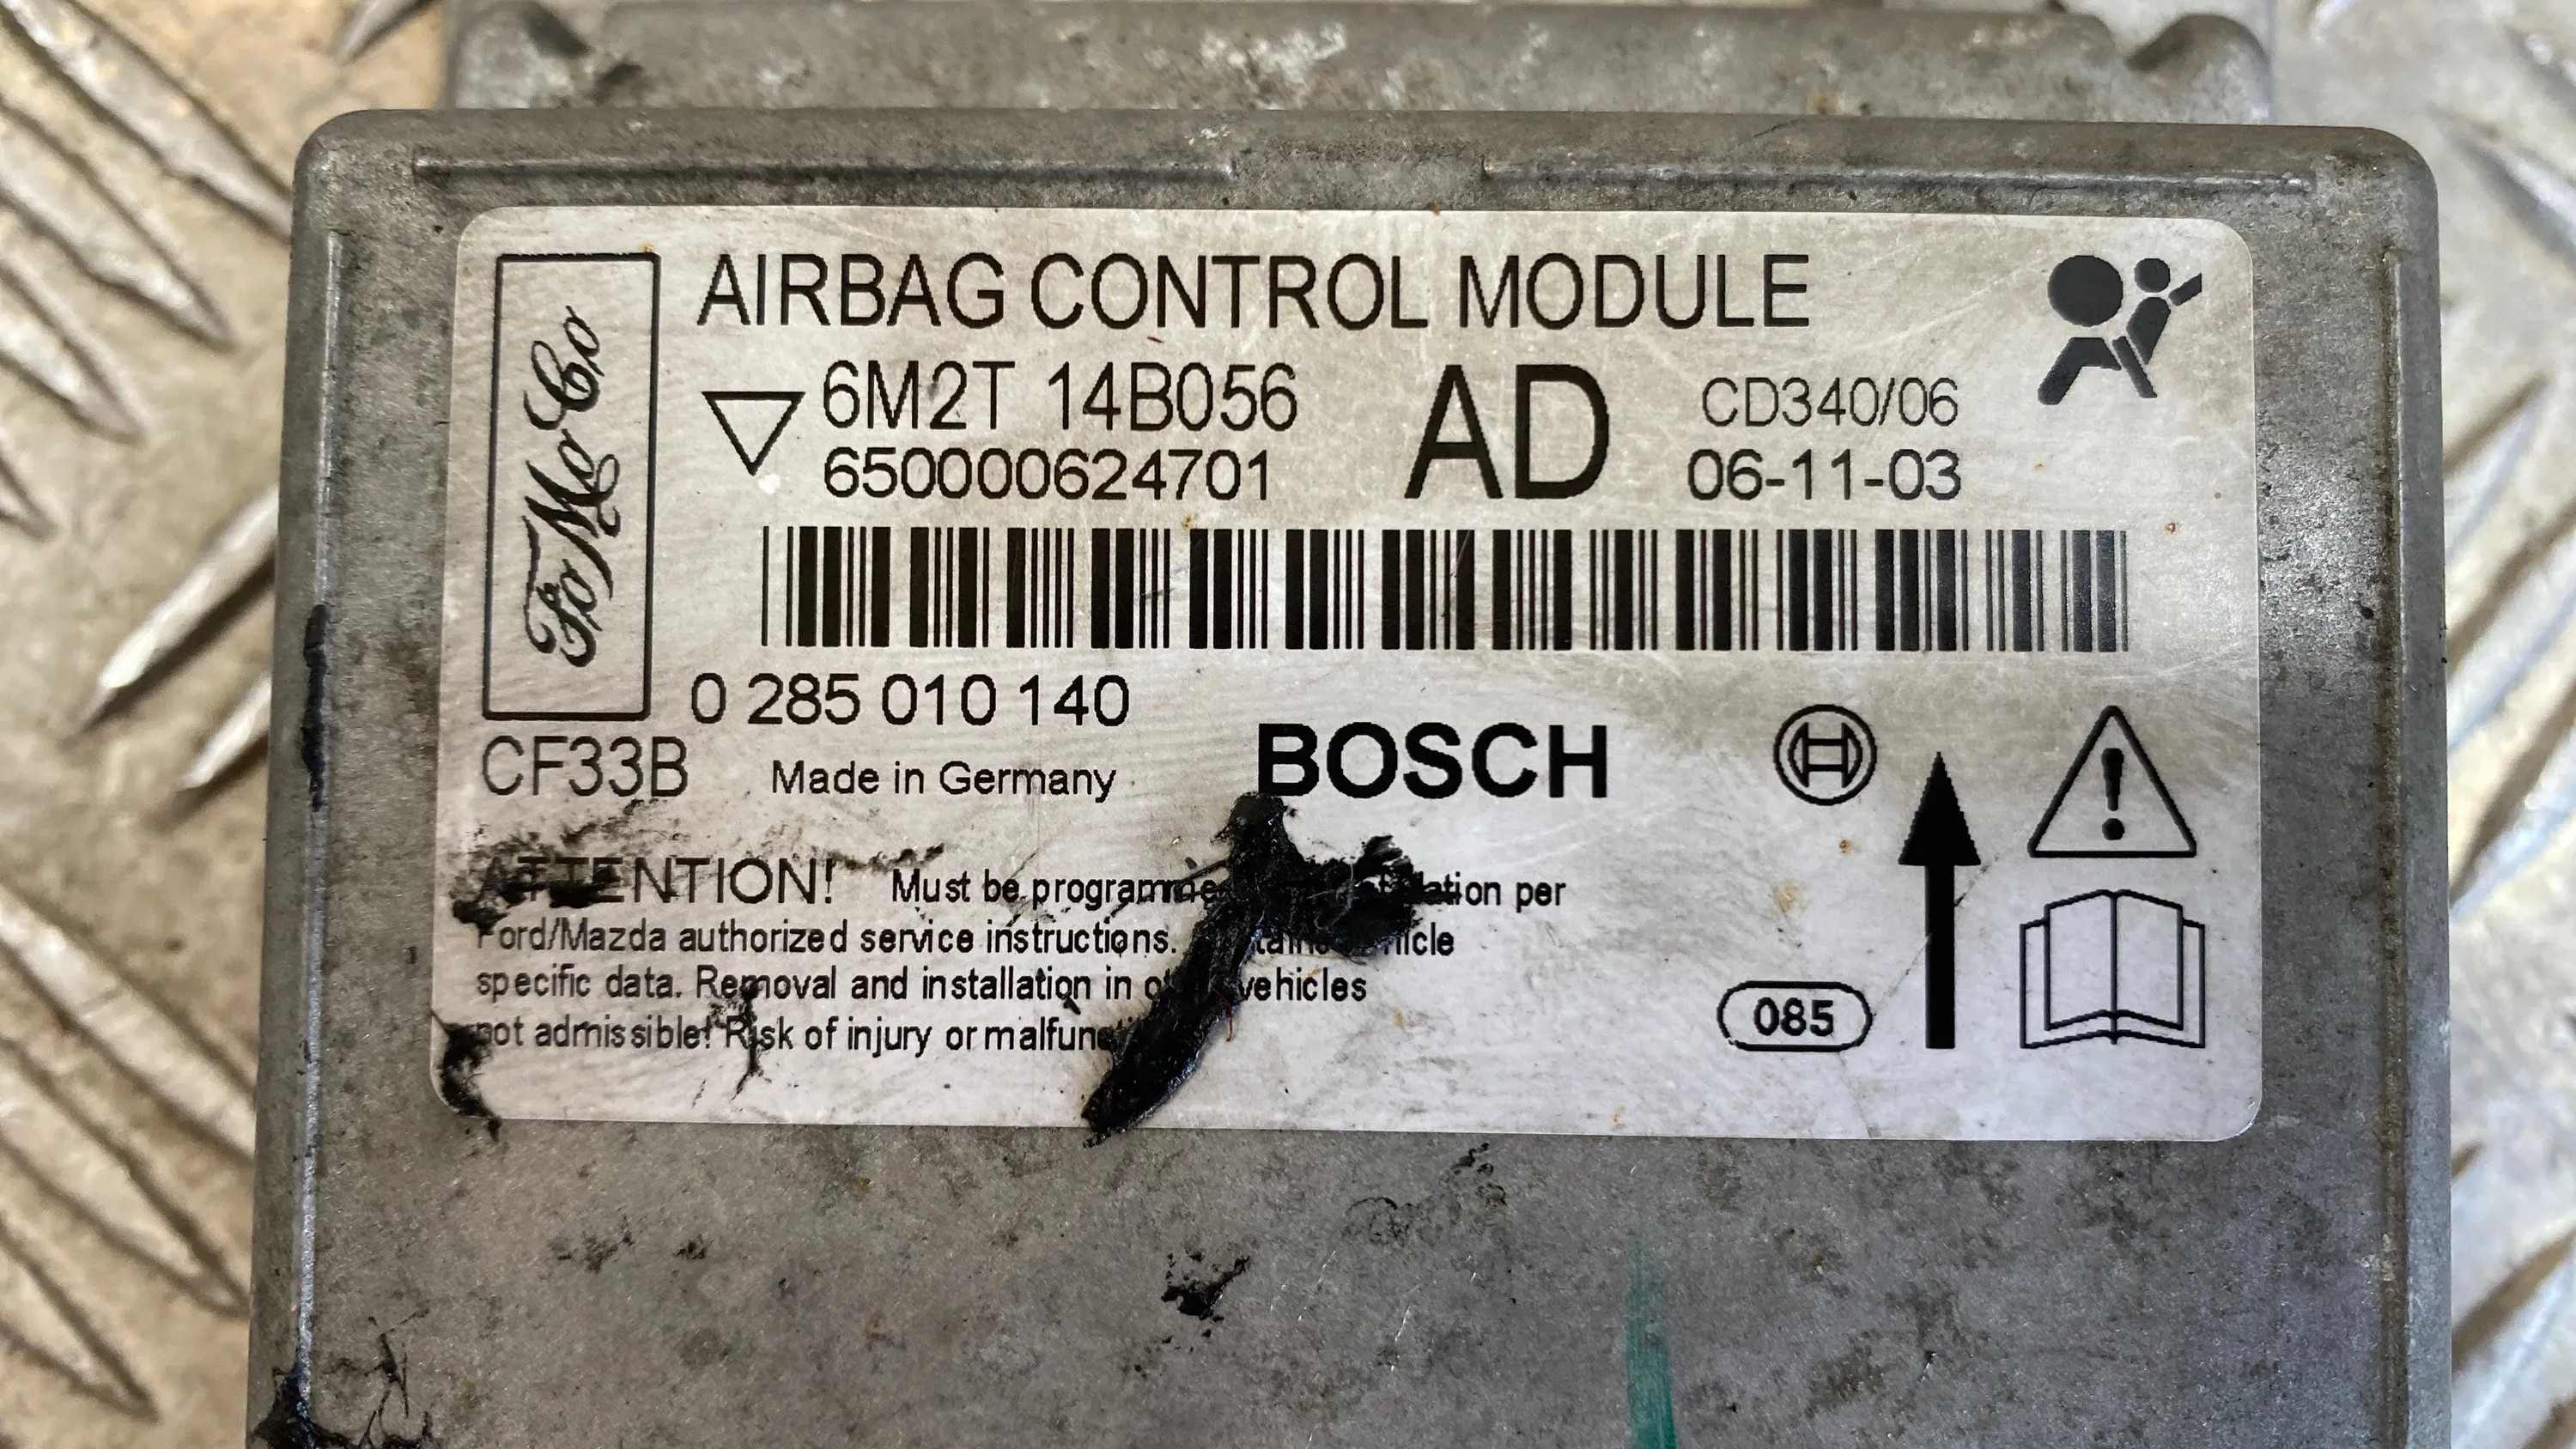 FoMoCo
AIRBAG CONTROL MODULE
6M2T 14B056 AD CD340/06
650000624701 06-11-03
0 285 010 140
CF33B Made in Germany BOSCH
ATTENTION! Must be per
Ford/Mazda authorized service instructions.
specific data. Removal and installation in vehicles
not admissible! Risk of injury or
085